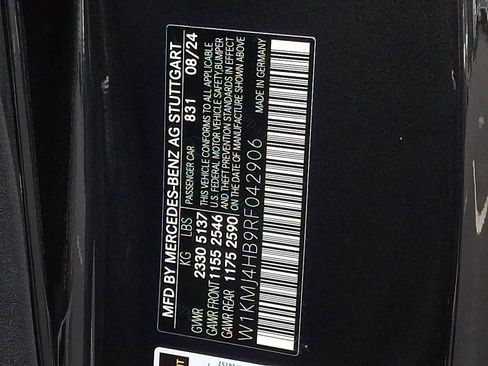 MFD BY MERCEDES-BENZ AG STUTTGART
KG LBS PASSENGER CAR 831 08/24
GVWR 2330 5137 THIS VEHICLE CONFORMS TO ALL APPLICABLE
GAWR FRONT 1155 2546 U.S. FEDERAL MOTOR VEHICLE SAFETY, BUMPER
AND THEFT PREVENTION STANDARDS IN EFFECT
GAWR REAR 1175 2590 ON THE DATE OF MANUFACTURE SHOWN ABOVE
W1KMJ4HB9RF042906 MADE IN GERMANY